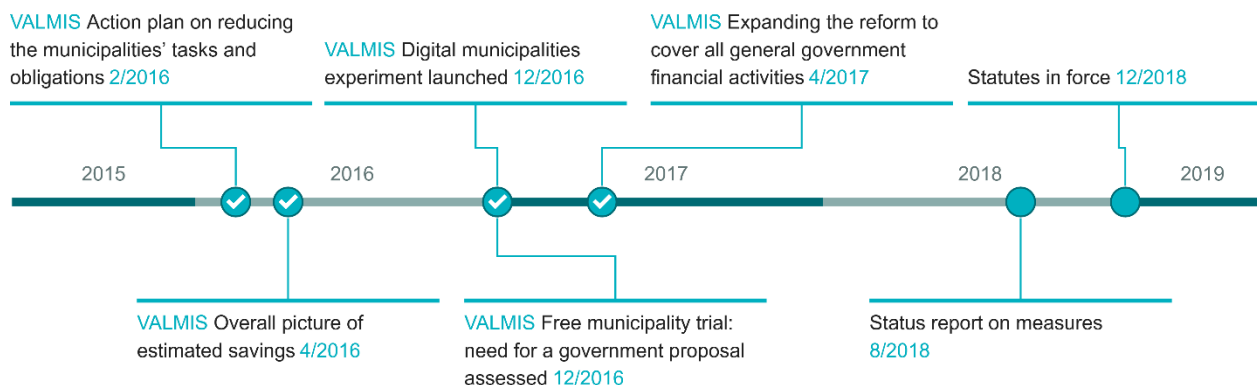 VALMIS Action plan on reducing
the municipalities’ tasks and
obligations 2/2016
VALMIS Digital municipalities
experiment launched 12/2016
VALMIS Expanding the reform to
cover all general government
financial activities 4/2017
Statutes in force 12/2018
2015
2016
2017
2018
2019
VALMIS Overall picture of
estimated savings 4/2016
VALMIS Free municipality trial:
need for a government proposal
assessed 12/2016
Status report on measures
8/2018